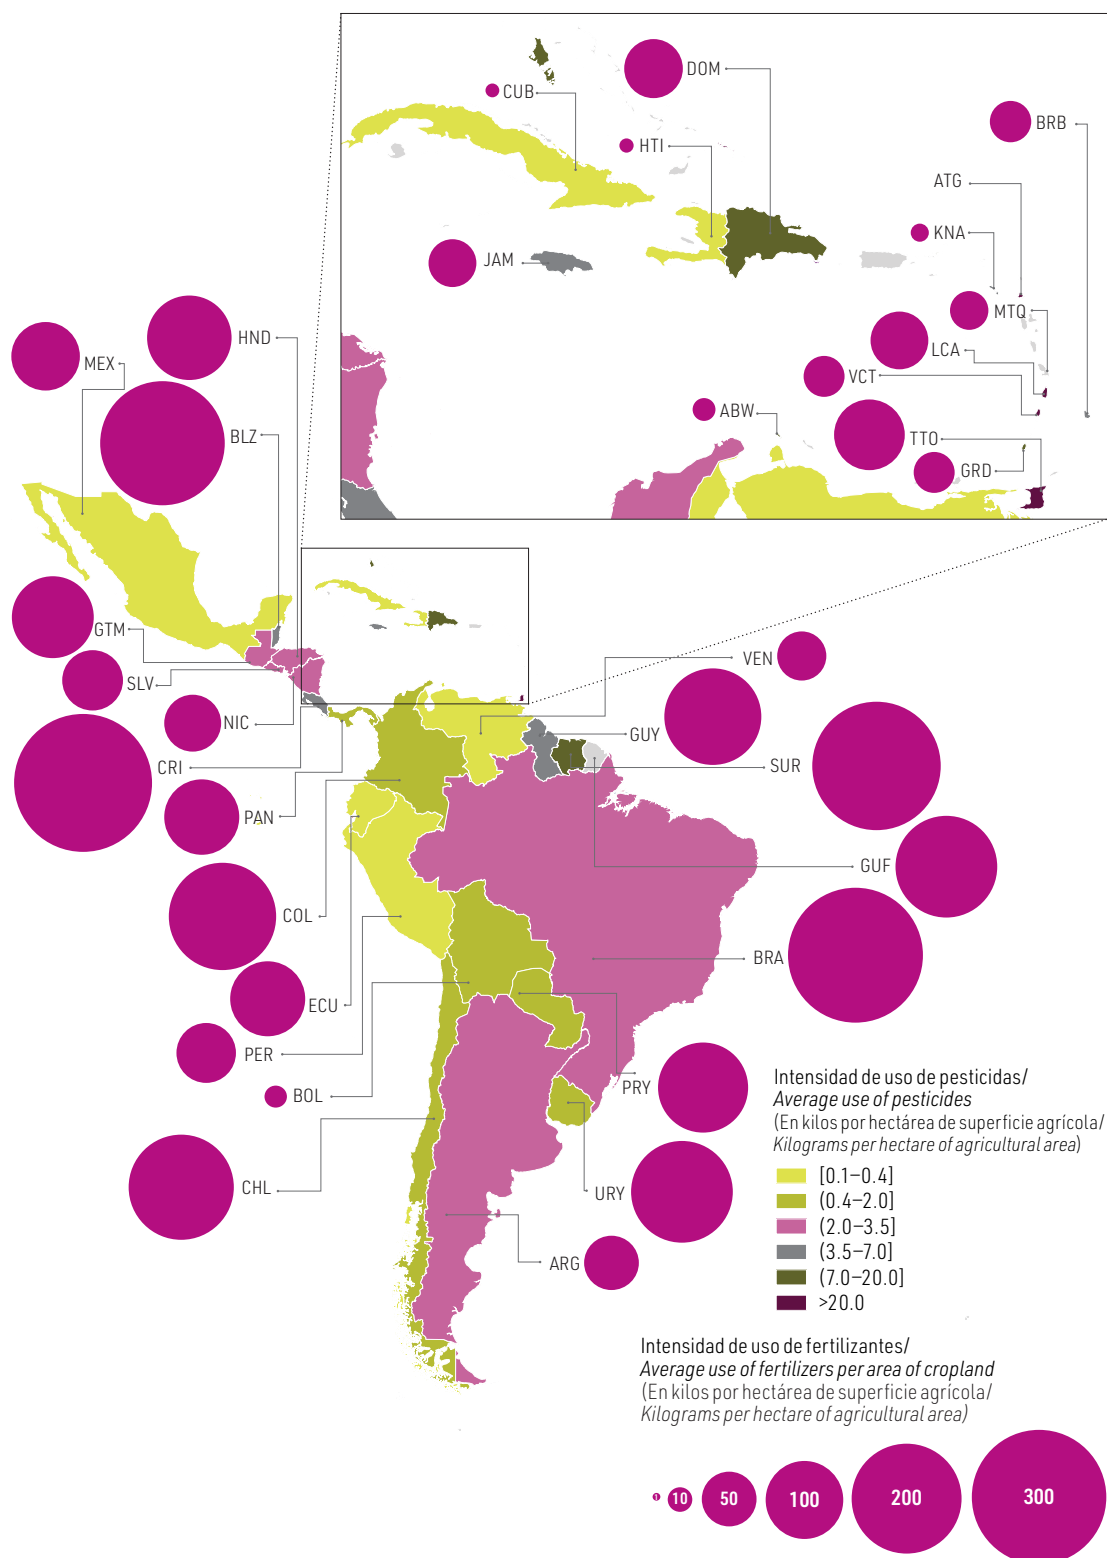 DOM
CUB
BRB
HTI
ATG
KNA
JAM
MTQ
HND
LCA
MEX
VCT
ABW
BLZ
TTO
GRD
GTM
VEN
SLV
NIC
GUY
CRI
SUR
PAN
GUF
COL
BRA
ECU
PER
BOL
PRY
CHL
URY
ARG
Intensidad de uso de pesticidas/
Average use of pesticides
(En kilos por hectárea de superficie agrícola/
Kilograms per hectare of agricultural area)
[0.1–0.4]
(0.4–2.0]
(2.0–3.5]
(3.5–7.0]
(7.0–20.0]
>20.0
Intensidad de uso de fertilizantes/
Average use of fertilizers per area of cropland
(En kilos por hectárea de superficie agrícola/
Kilograms per hectare of agricultural area)
1 10 50 100 200 300